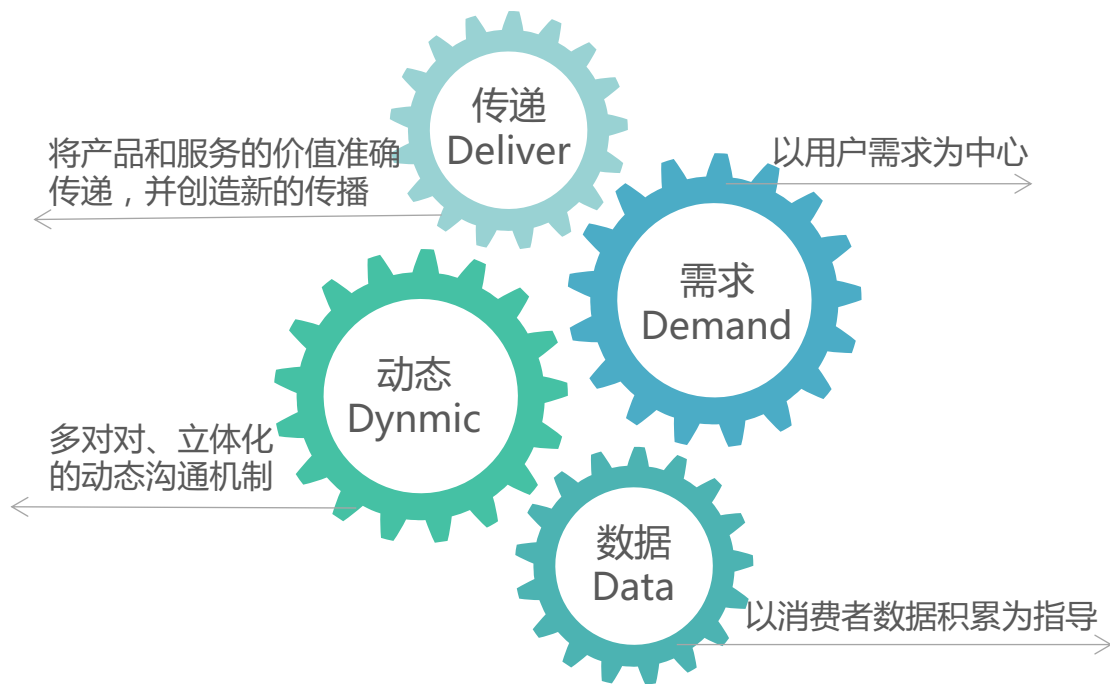 传递
Deliver
将产品和服务的价值准确
传递，并创造新的传播
以用户需求为中心
需求
Demand
动态
Dynmic
多对对、立体化
的动态沟通机制
数据
Data
以消费者数据积累为指导